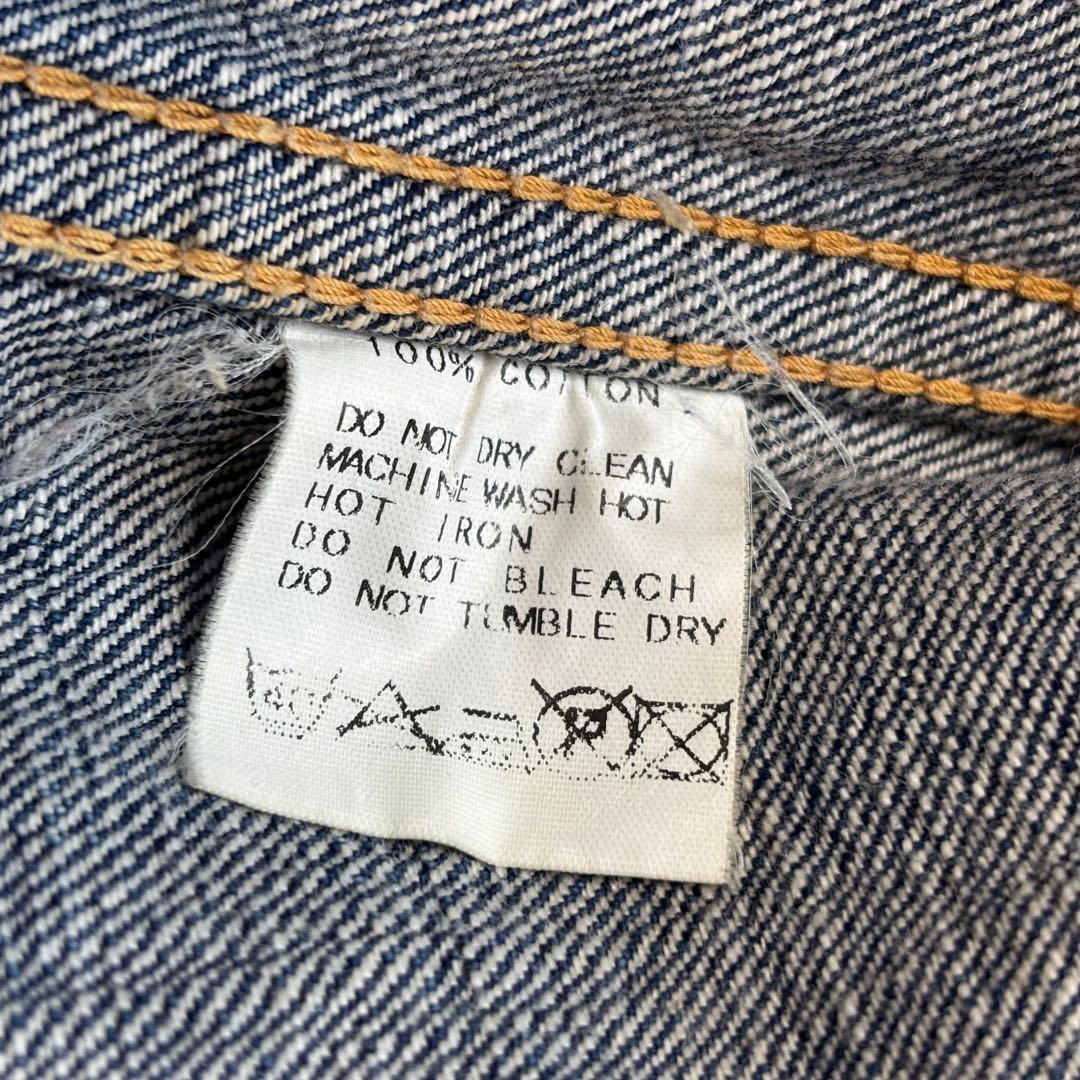 100% COTTON
DO NOT DRY CLEAN
MACHINE WASH HOT
HOT IRON
DO NOT BLEACH
DO NOT TUMBLE DRY